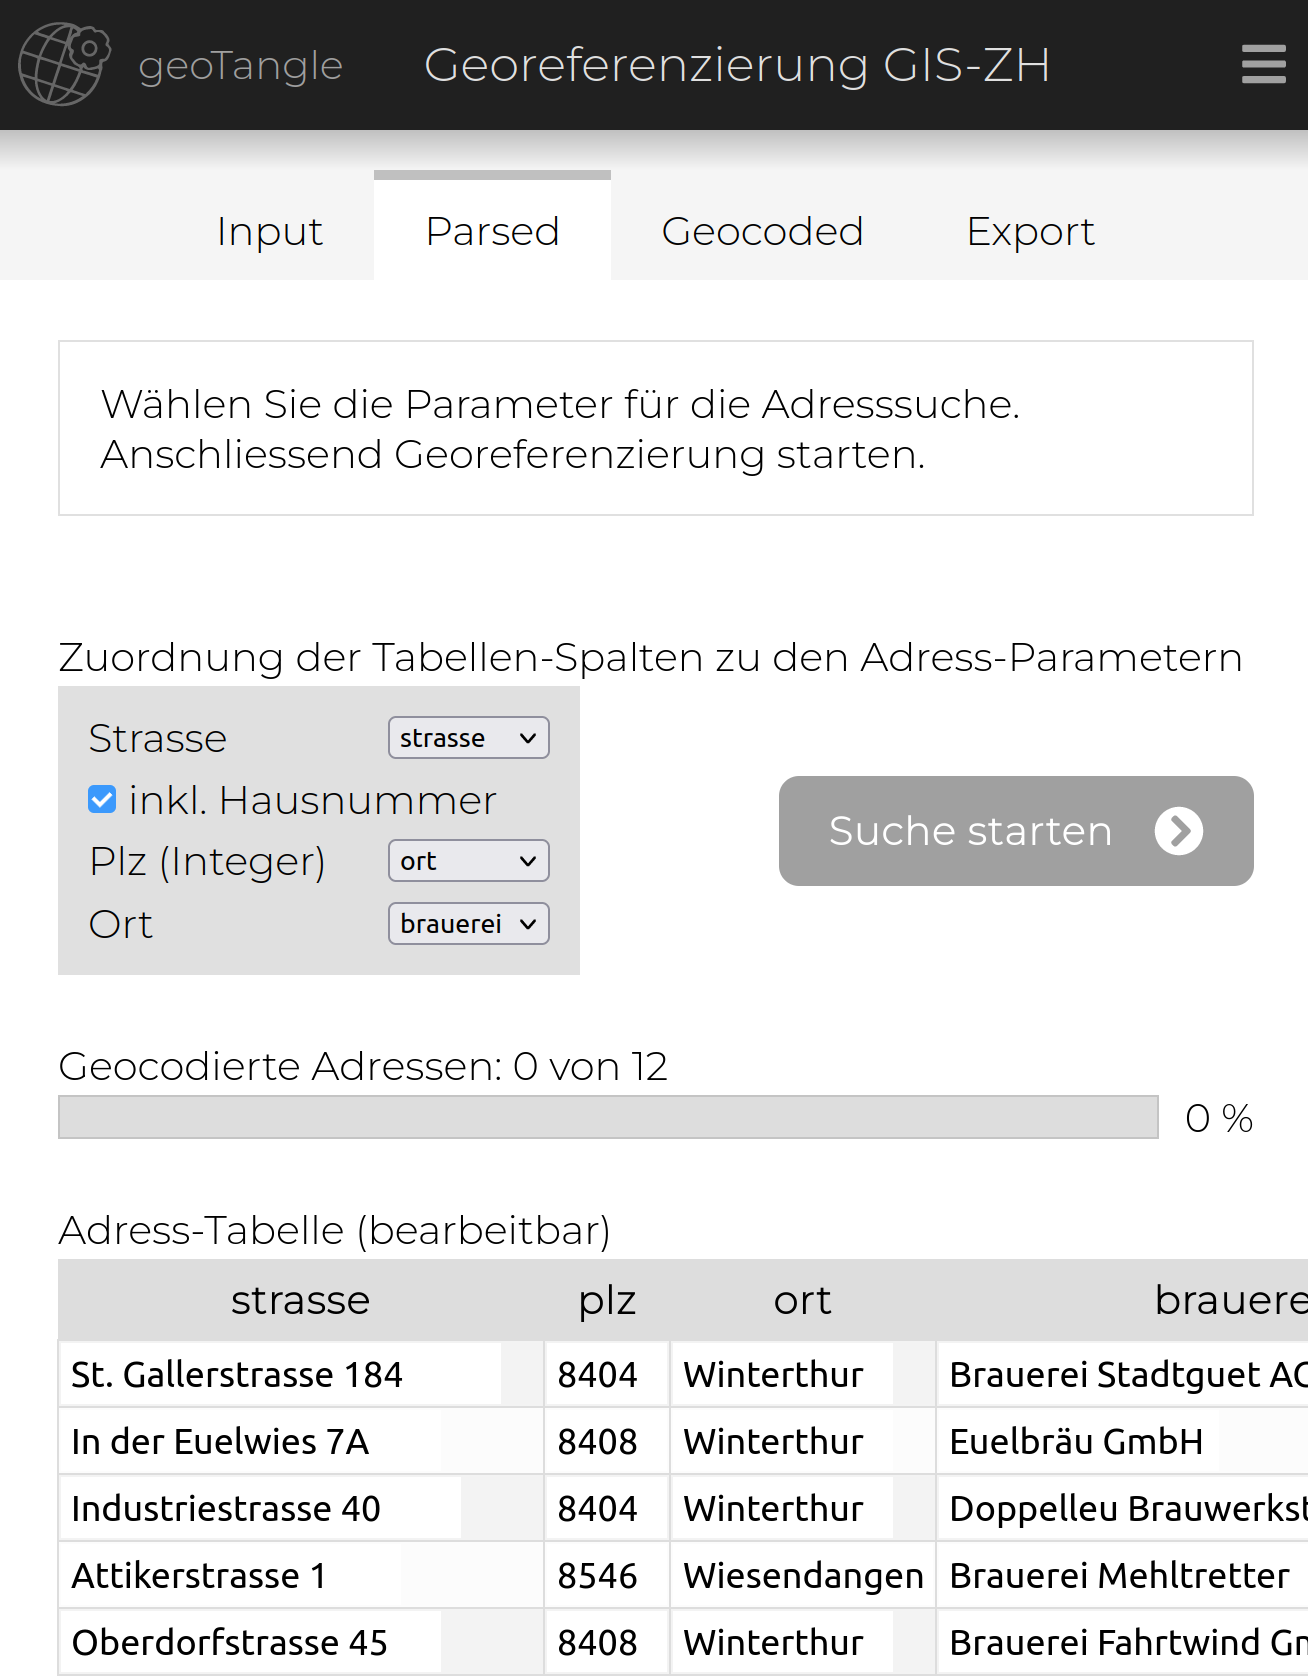 geoTangle
Georeferenzierung GIS-ZH
Input Parsed Geocoded Export
Wählen Sie die Parameter für die Adresssuche.
Anschliessend Georeferenzierung starten.
Zuordnung der Tabellen-Spalten zu den Adress-Parametern
Strasse strasse
inkl. Hausnummer
Plz (Integer) ort
Ort brauerei
Suche starten
Geocodierte Adressen: 0 von 12
0 %
Adress-Tabelle (bearbeitbar)
strasse plz ort brauere
St. Gallerstrasse 184 8404 Winterthur Brauerei Stadtguet AG
In der Euelwies 7A 8408 Winterthur Euelbräu GmbH
Industriestrasse 40 8404 Winterthur Doppelleu Brauwerkst
Attikerstrasse 1 8546 Wiesendangen Brauerei Mehltretter
Oberdorfstrasse 45 8408 Winterthur Brauerei Fahrtwind Gm